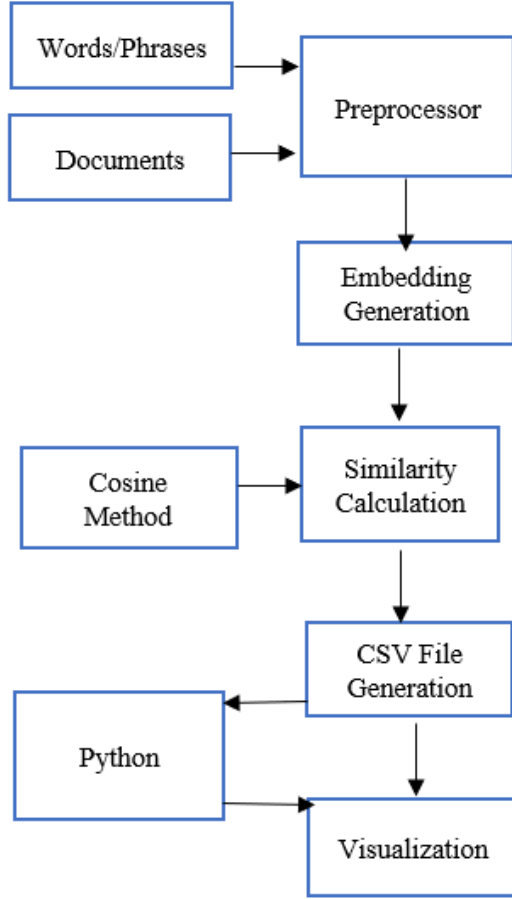 Words/Phrases
Preprocessor
Documents
Embedding
Generation
Similarity
Calculation
Cosine
Method
CSV File
Generation
Python
Visualization